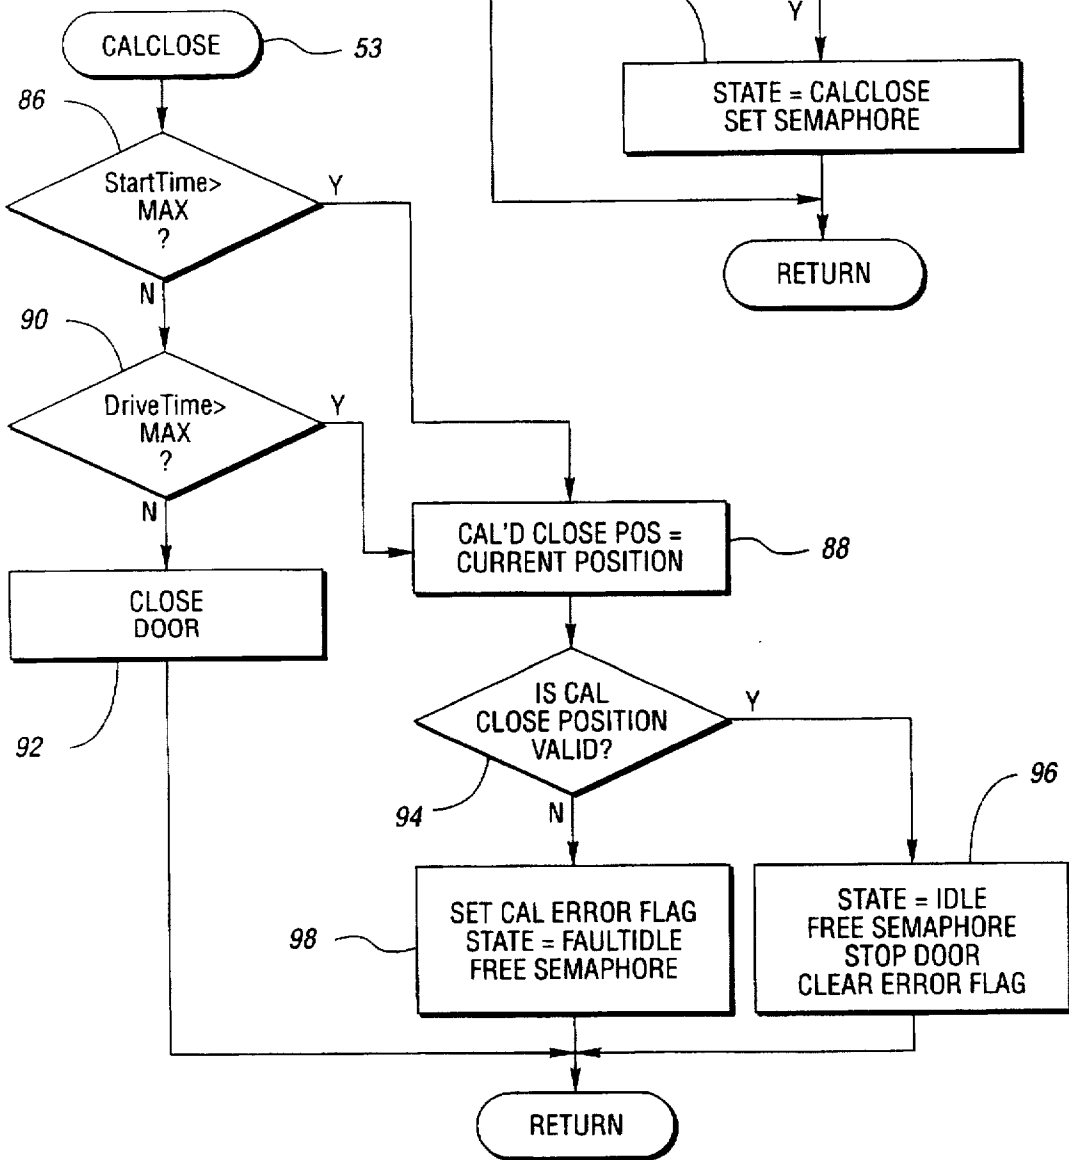 CALCLOSE
53
86
StartTime>
MAX
?
Y
N
90
DriveTime>
MAX
?
Y
N
CLOSE
DOOR
92
Y
STATE = CALCLOSE
SET SEMAPHORE
RETURN
CAL'D CLOSE POS =
CURRENT POSITION
88
IS CAL
CLOSE POSITION
VALID?
Y
94
N
96
SET CAL ERROR FLAG
STATE = FAULTIDLE
FREE SEMAPHORE
98
STATE = IDLE
FREE SEMAPHORE
STOP DOOR
CLEAR ERROR FLAG
RETURN